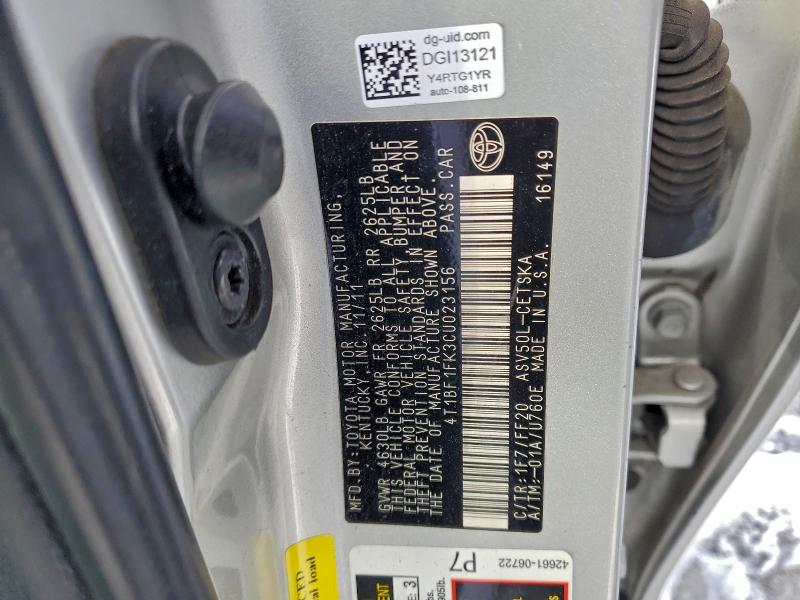 dg-uid.com
DGI13121
Y4RTG1YR
auto-108-811
MFD.BY:TOYOTA MOTOR MANUFACTURING,
KENTUCKY, INC. 11/11
GVWR 4630LB GAWR FR 2625LB RR 2625LB
THIS VEHICLE CONFORMS TO ALL APPLICABLE
FEDERAL MOTOR VEHICLE SAFETY, BUMPER, AND
THEFT PREVENTION STANDARDS IN EFFECT ON
THE DATE OF MANUFACTURE SHOWN ABOVE.
4T1BF1FK3CU023156 PASS.CAR
C/TR:1F7/FF20 ASV50L-CETSKA
A/TM:-01A/U760E MADE IN U.S.A. 16149
42661-06722
P7